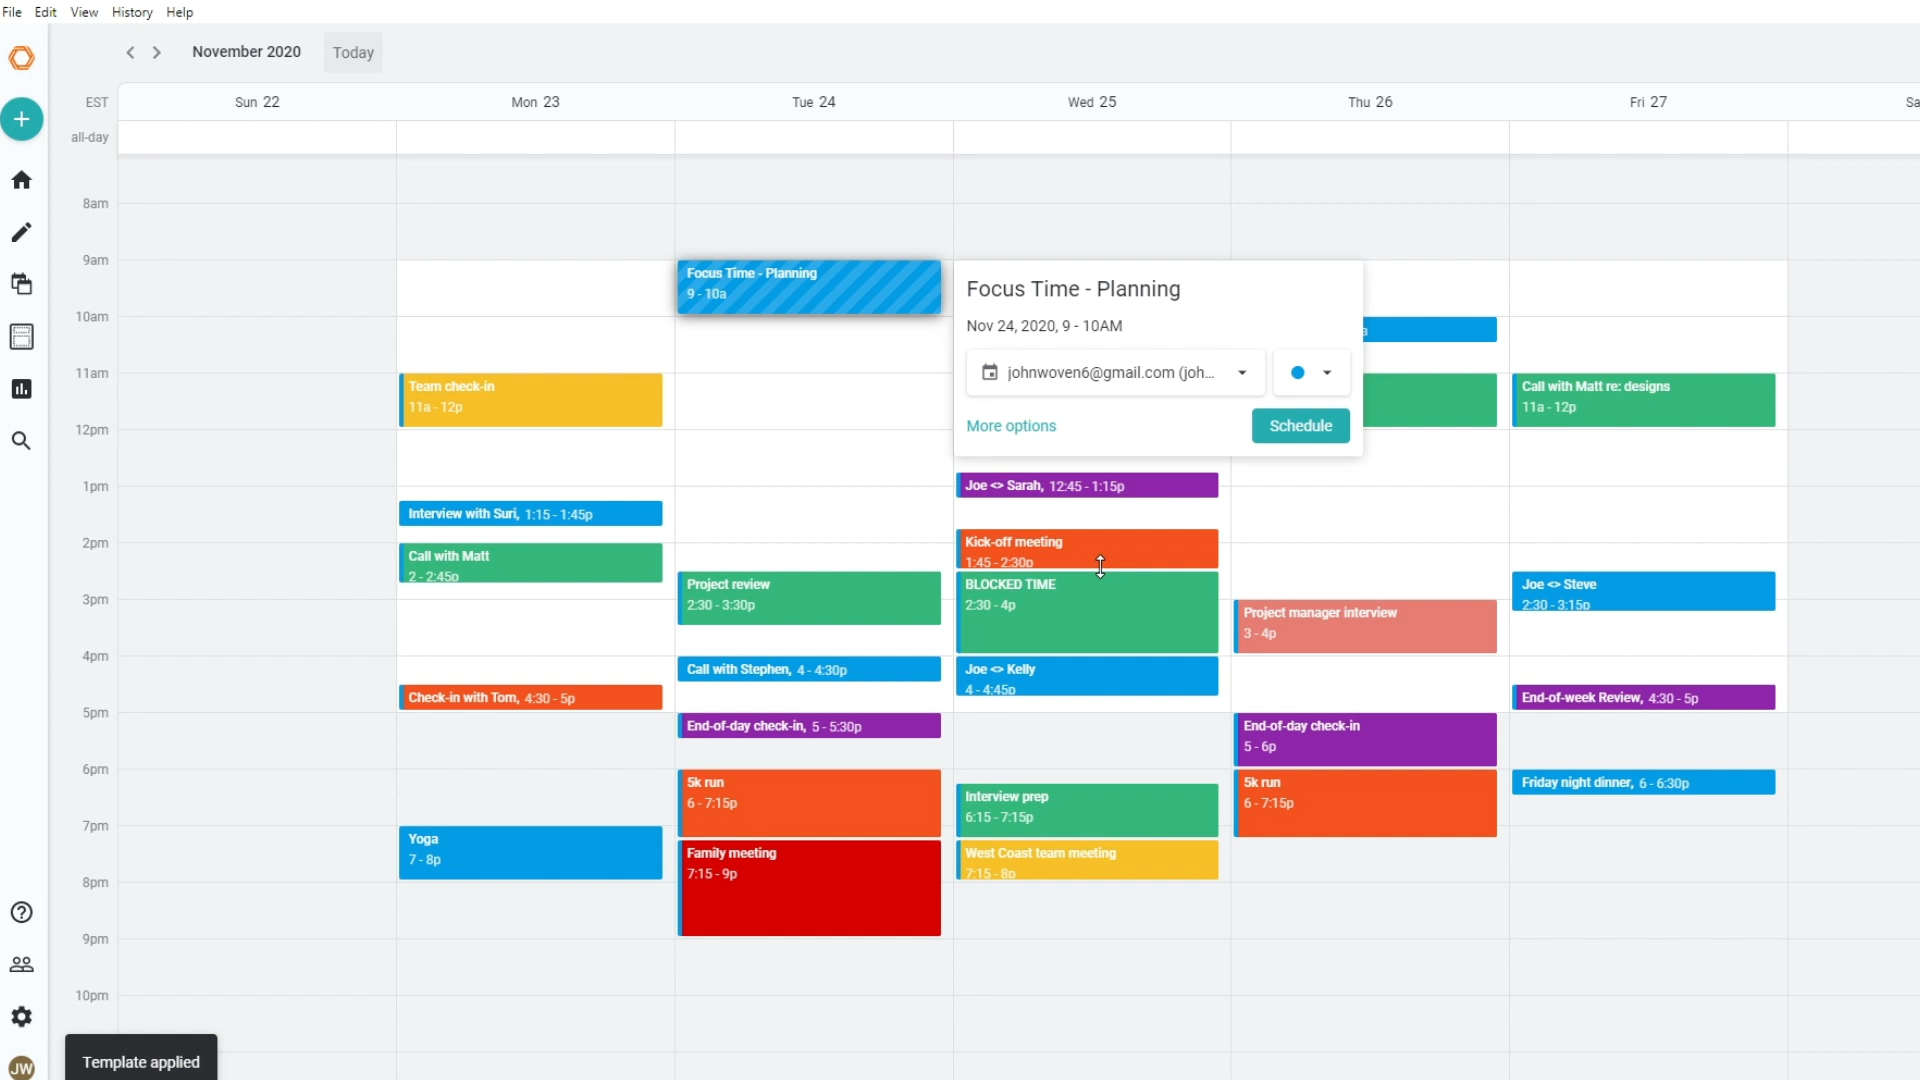 File Edit View History Help
November 2020 Today
EST Sun 22 Mon 23 Tue 24 Wed 25 Thu 26 Fri 27 Sa
all-day
8am
9am
10am
11am
12pm
1pm
2pm
3pm
4pm
5pm
6pm
7pm
8pm
9pm
10pm
Team check-in
11a - 12p
Interview with Suri, 1:15 - 1:45p
Call with Matt
2 - 2:45p
Check-in with Tom, 4:30 - 5p
Yoga
7 - 8p
Focus Time - Planning
9 - 10a
Project review
2:30 - 3:30p
Call with Stephen, 4 - 4:30p
End-of-day check-in, 5 - 5:30p
5k run
6 - 7:15p
Family meeting
7:15 - 9p
Focus Time - Planning
Nov 24, 2020, 9 - 10AM
johnwoven6@gmail.com (joh...
More options
Schedule
Joe <> Sarah, 12:45 - 1:15p
Kick-off meeting
1:45 - 2:30p
BLOCKED TIME
2:30 - 4p
Joe <> Kelly
4 - 4:45p
Interview prep
6:15 - 7:15p
West Coast team meeting
7:15 - 8p
Project manager interview
3 - 4p
End-of-day check-in
5 - 6p
5k run
6 - 7:15p
Call with Matt re: designs
11a - 12p
Joe <> Steve
2:30 - 3:15p
End-of-week Review, 4:30 - 5p
Friday night dinner, 6 - 6:30p
JW
Template applied